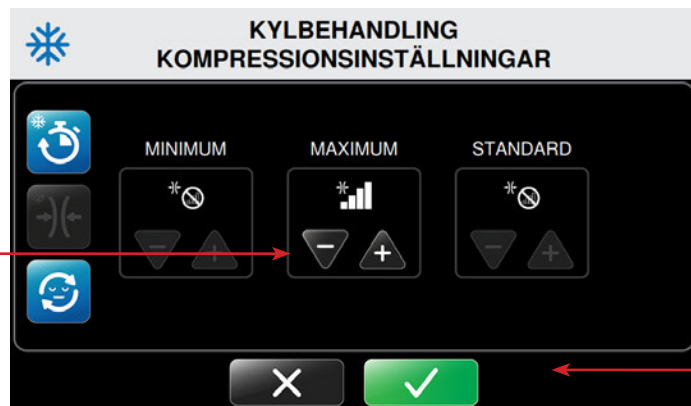 KYLBEHANDLING
KOMPRESSIONSINSTÄLLNINGAR
MINIMUM
MAXIMUM
STANDARD